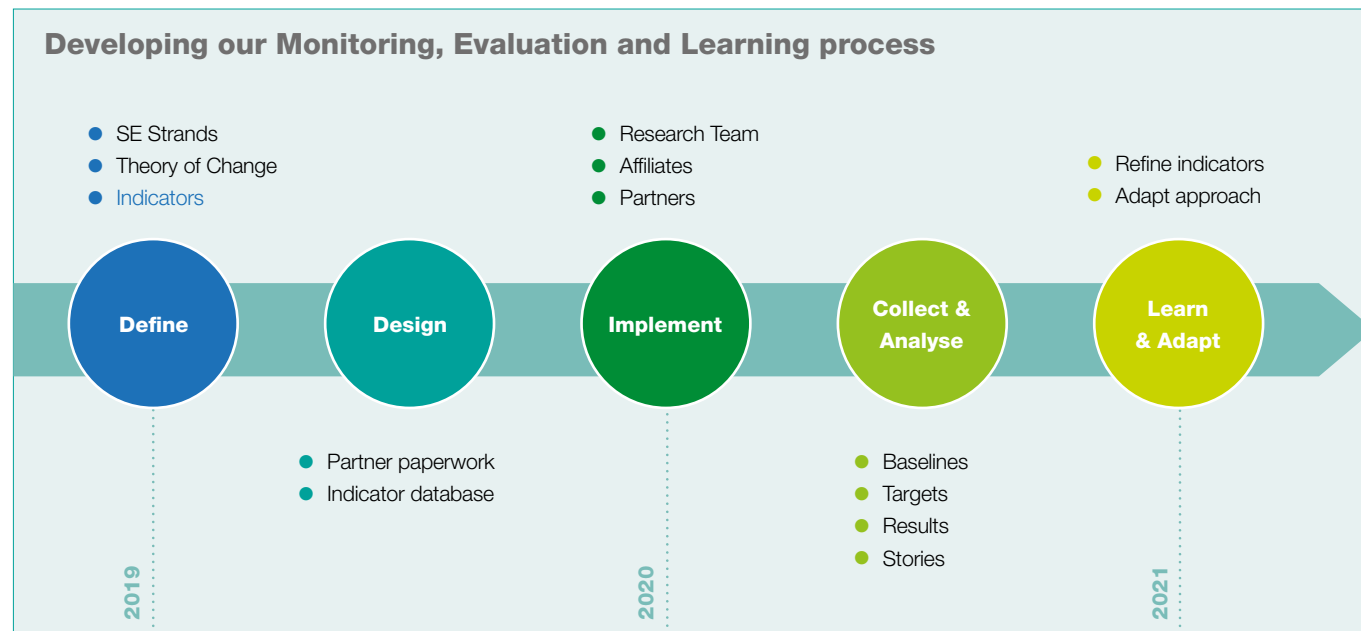 Developing our Monitoring, Evaluation and Learning process
SE Strands
Theory of Change
Indicators
Research Team
Affiliates
Partners
Refine indicators
Adapt approach
Define
Design
Implement
Collect &
Analyse
Learn
& Adapt
Partner paperwork
Indicator database
Baselines
Targets
Results
Stories
2019
2020
2021